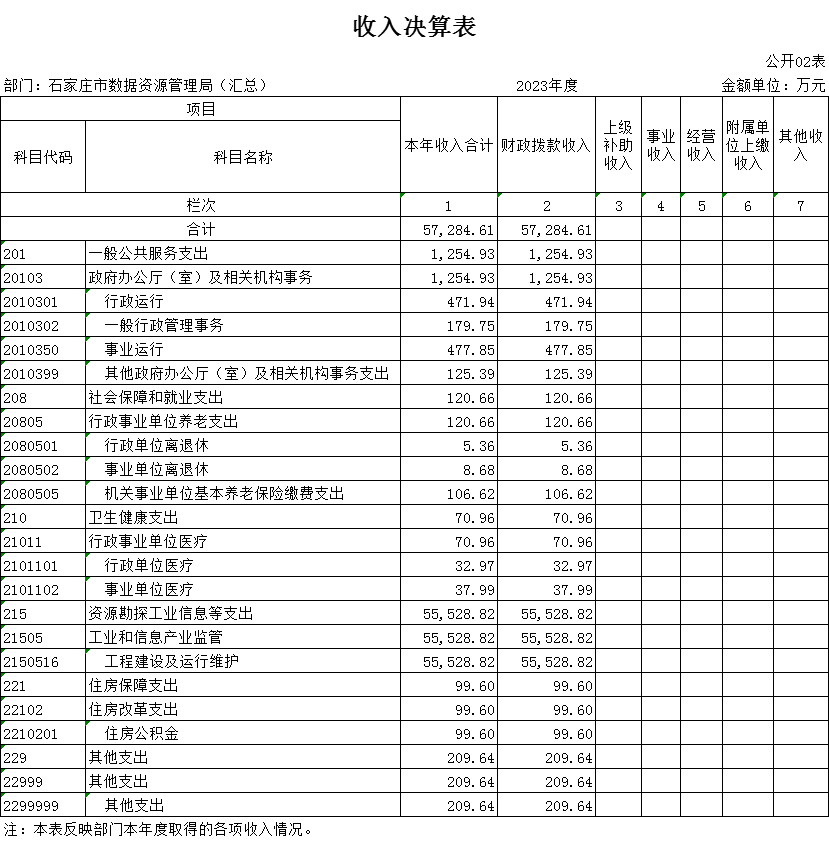 收入决算表
公开02表
部门：石家庄市数据资源管理局（汇总） 2023年度 金额单位：万元
项目 本年收入合计 财政拨款收入 上级补助收入 事业收入 经营收入 附属单位上缴收入 其他收入
科目代码 科目名称
栏次 1 2 3 4 5 6 7
合计 57,284.61 57,284.61
201 一般公共服务支出 1,254.93 1,254.93
20103 政府办公厅（室）及相关机构事务 1,254.93 1,254.93
2010301 行政运行 471.94 471.94
2010302 一般行政管理事务 179.75 179.75
2010350 事业运行 477.85 477.85
2010399 其他政府办公厅（室）及相关机构事务支出 125.39 125.39
208 社会保障和就业支出 120.66 120.66
20805 行政事业单位养老支出 120.66 120.66
2080501 行政单位离退休 5.36 5.36
2080502 事业单位离退休 8.68 8.68
2080505 机关事业单位基本养老保险缴费支出 106.62 106.62
210 卫生健康支出 70.96 70.96
21011 行政事业单位医疗 70.96 70.96
2101101 行政单位医疗 32.97 32.97
2101102 事业单位医疗 37.99 37.99
215 资源勘探工业信息等支出 55,528.82 55,528.82
21505 工业和信息产业监管 55,528.82 55,528.82
2150516 工程建设及运行维护 55,528.82 55,528.82
221 住房保障支出 99.60 99.60
22102 住房改革支出 99.60 99.60
2210201 住房公积金 99.60 99.60
229 其他支出 209.64 209.64
22999 其他支出 209.64 209.64
2299999 其他支出 209.64 209.64
注：本表反映部门本年度取得的各项收入情况。